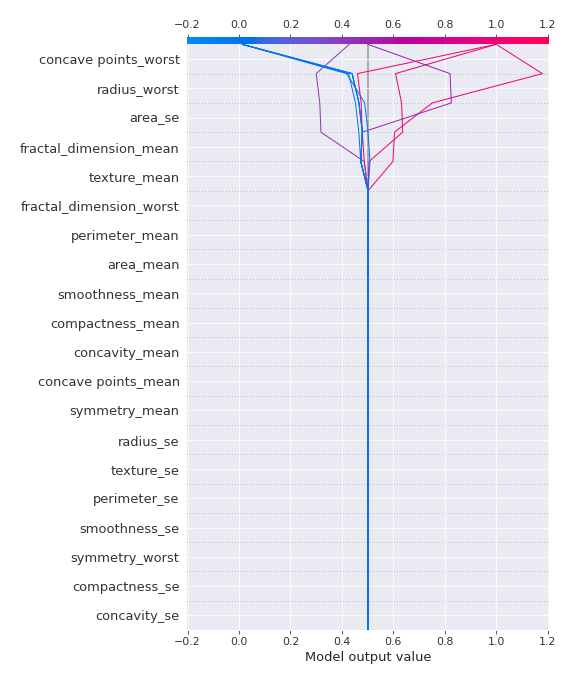 −0.2 0.0 0.2 0.4 0.6 0.8 1.0 1.2
concave points_worst
radius_worst
area_se
fractal_dimension_mean
texture_mean
fractal_dimension_worst
perimeter_mean
area_mean
smoothness_mean
compactness_mean
concavity_mean
concave points_mean
symmetry_mean
radius_se
texture_se
perimeter_se
smoothness_se
symmetry_worst
compactness_se
concavity_se
−0.2 0.0 0.2 0.4 0.6 0.8 1.0 1.2
Model output value